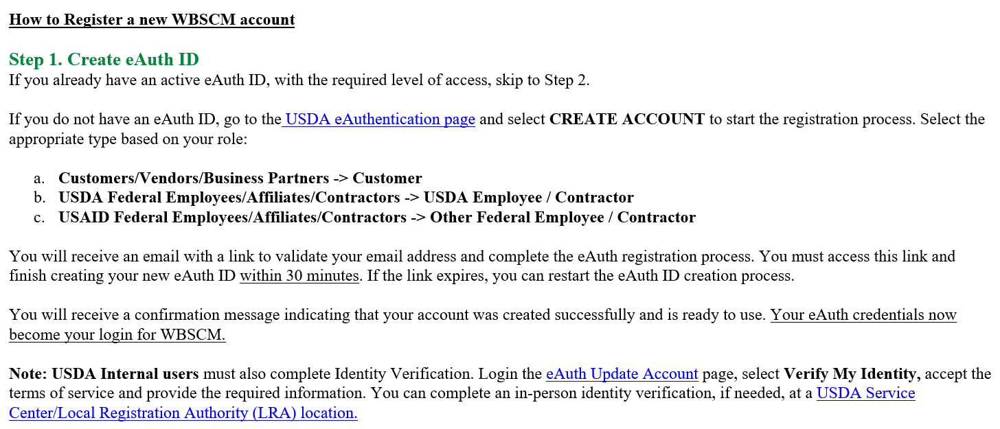 How to Register a new WBSCM account
Step 1. Create eAuth ID
If you already have an active eAuth ID, with the required level of access, skip to Step 2.
If you do not have an eAuth ID, go to the USDA eAuthentication page and select CREATE ACCOUNT to start the registration process. Select the
appropriate type based on your role:
a. Customers/Vendors/Business Partners -> Customer
b. USDA Federal Employees/Affiliates/Contractors -> USDA Employee / Contractor
c. USAID Federal Employees/Affiliates/Contractors -> Other Federal Employee / Contractor
You will receive an email with a link to validate your email address and complete the eAuth registration process. You must access this link and
finish creating your new eAuth ID within 30 minutes. If the link expires, you can restart the eAuth ID creation process.
You will receive a confirmation message indicating that your account was created successfully and is ready to use. Your eAuth credentials now
become your login for WBSCM.
Note: USDA Internal users must also complete Identity Verification. Login the eAuth Update Account page, select Verify My Identity, accept the
terms of service and provide the required information. You can complete an in-person identity verification, if needed, at a USDA Service
Center/Local Registration Authority (LRA) location.